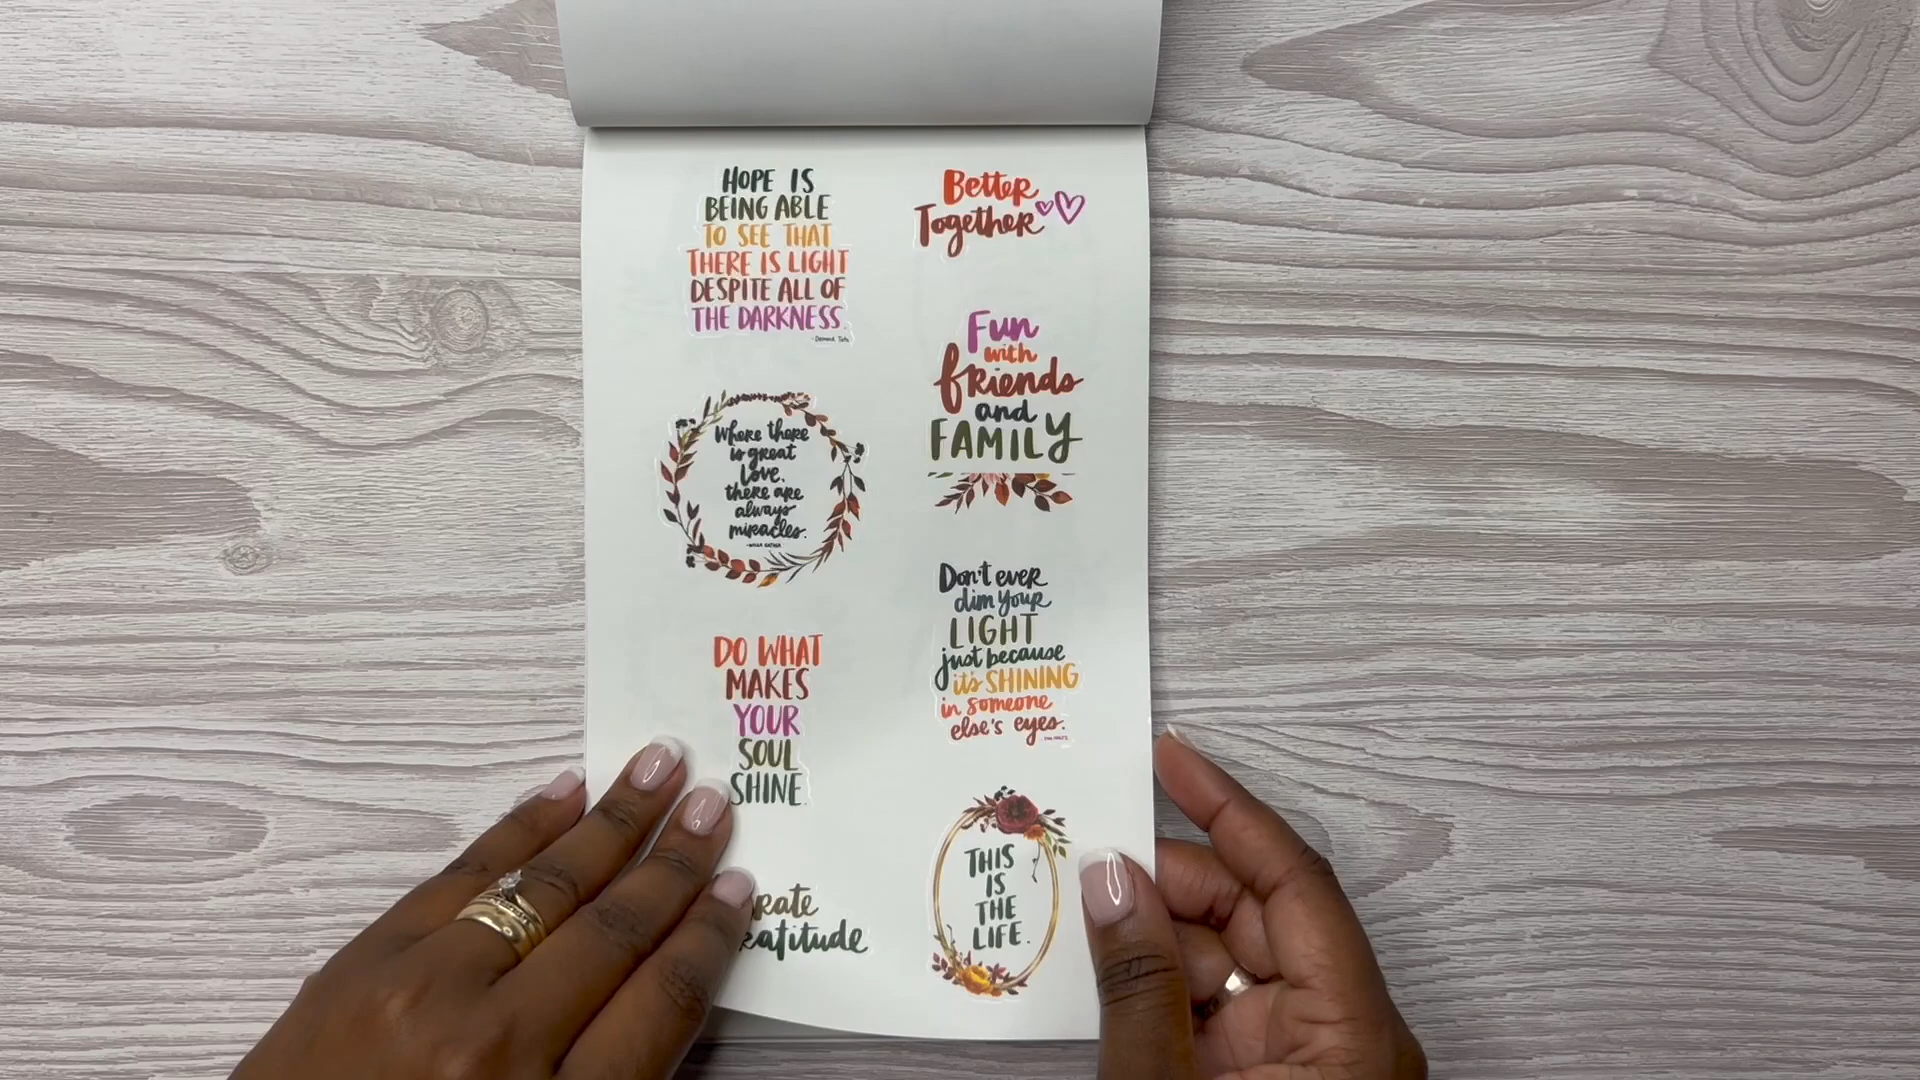 HOPE IS
BEING ABLE
TO SEE THAT
THERE IS LIGHT
DESPITE ALL OF
THE DARKNESS.
Where there
is great
love,
there are
always
miracles.
-WILLA CATHER
DO WHAT
MAKES
YOUR
SOUL
SHINE.
Better
Together
Fun
with
friends
and
FAMILY
Don't ever
dim your
LIGHT
just because
it's SHINING
in someone
else's eyes.
THIS
IS
THE
LIFE.